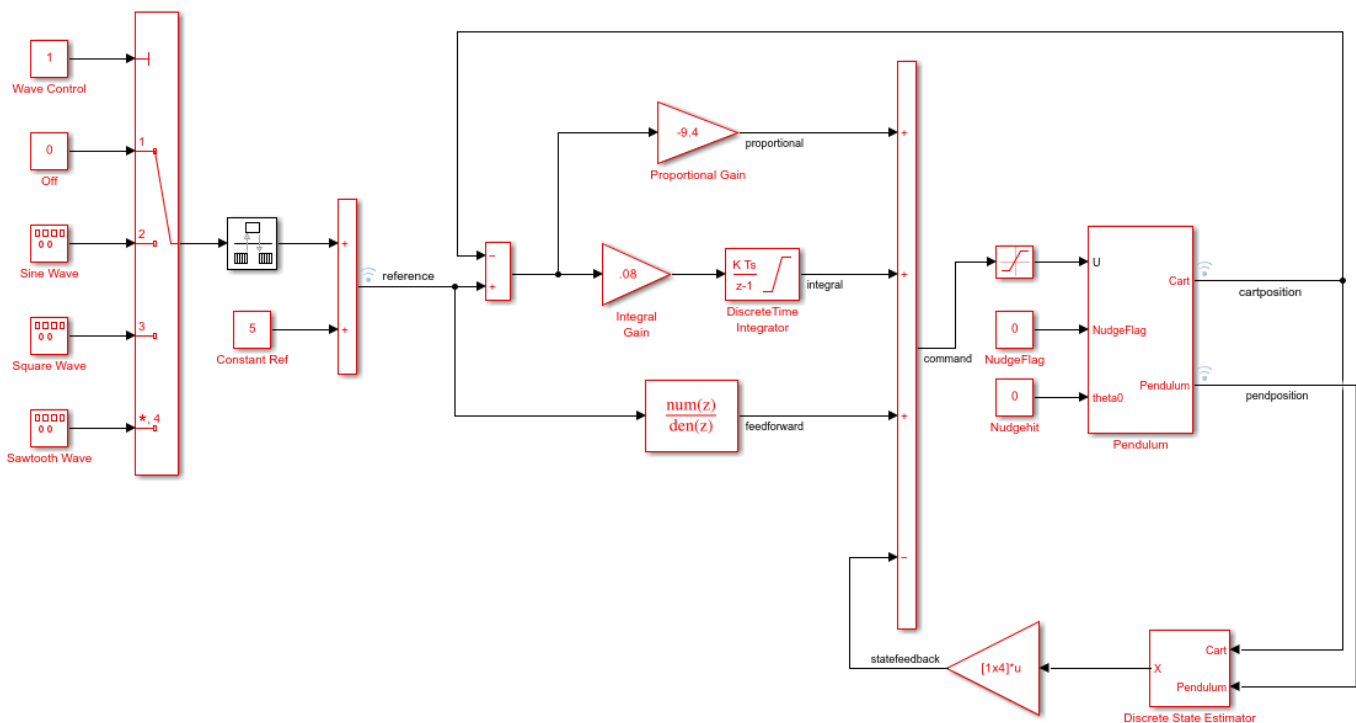 1
Wave Control
1
0
Off
2
Sine Wave
3
Square Wave
*, 4
Sawtooth Wave
+
+
5
Constant Ref
reference
−
+
-9.4
proportional
Proportional Gain
.08
Integral
Gain
K Ts
z-1
integral
DiscreteTime
Integrator
num(z)
den(z)
feedforward
+
+
+
−
command
statefeedback
[1x4]*u
0
NudgeFlag
0
Nudgehit
U
NudgeFlag
theta0
Cart
Pendulum
Pendulum
cartposition
pendposition
X
Cart
Pendulum
Discrete State Estimator